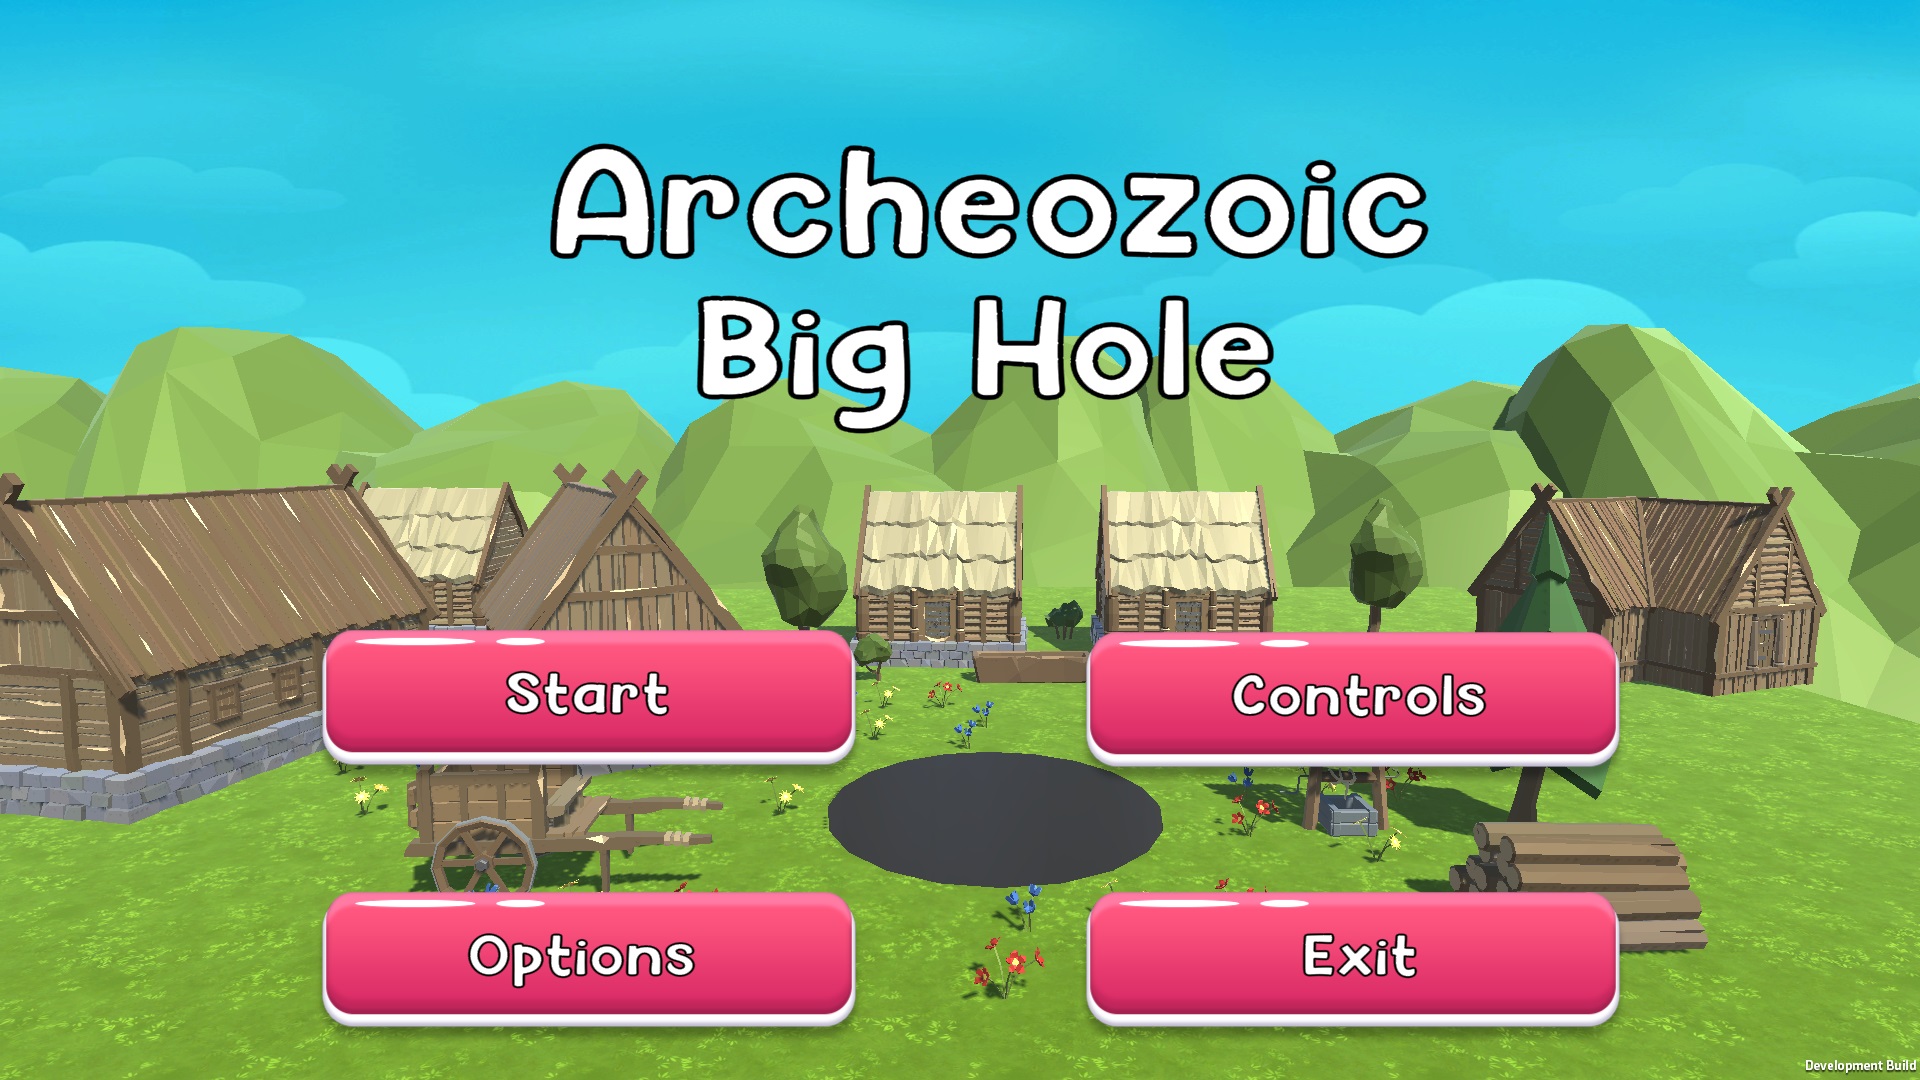 Archeozoic
Big Hole
Start
Controls
Options
Exit
Development Build